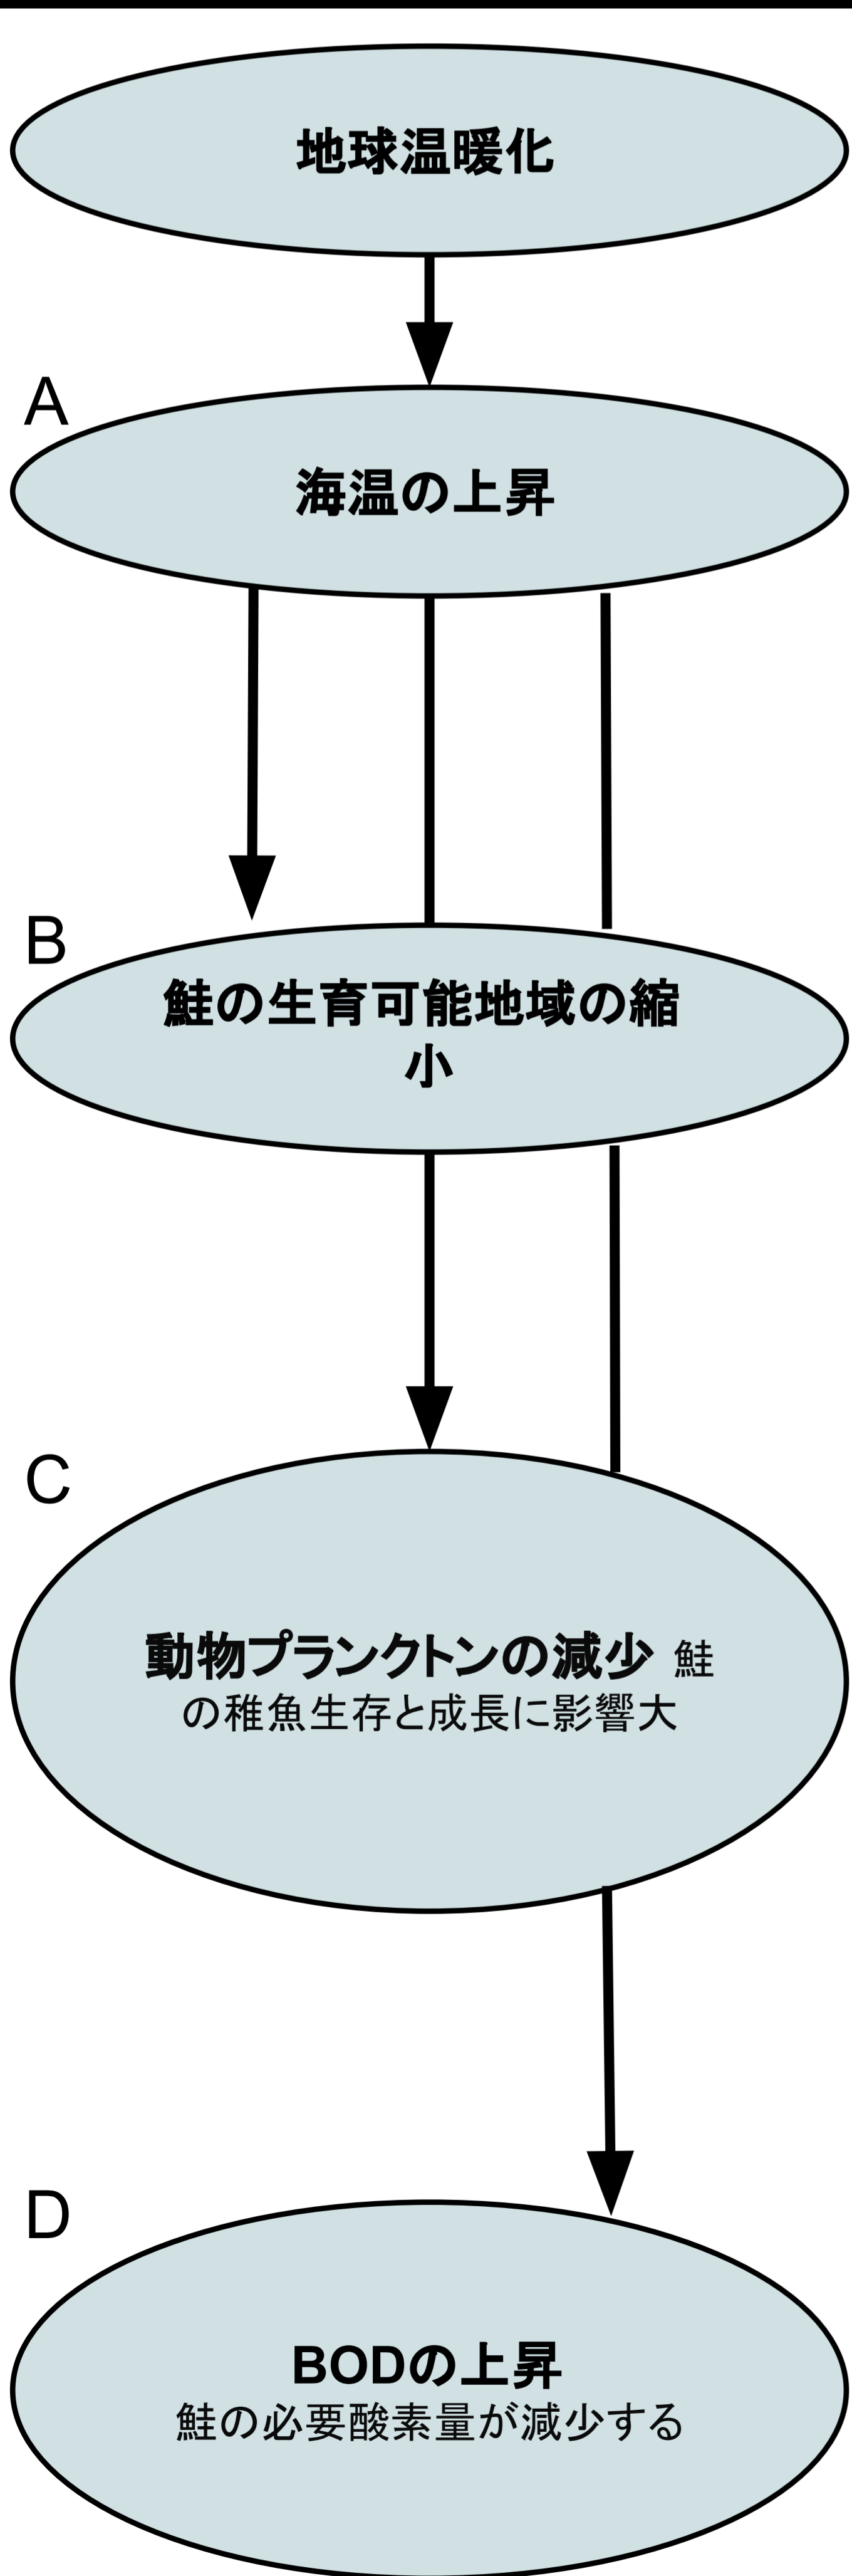 地球温暖化
A
海温の上昇
B
鮭の生育可能地域の縮
小
C
動物プランクトンの減少 鮭
の稚魚生存と成長に影響大
D
BODの上昇
鮭の必要酸素量が減少する